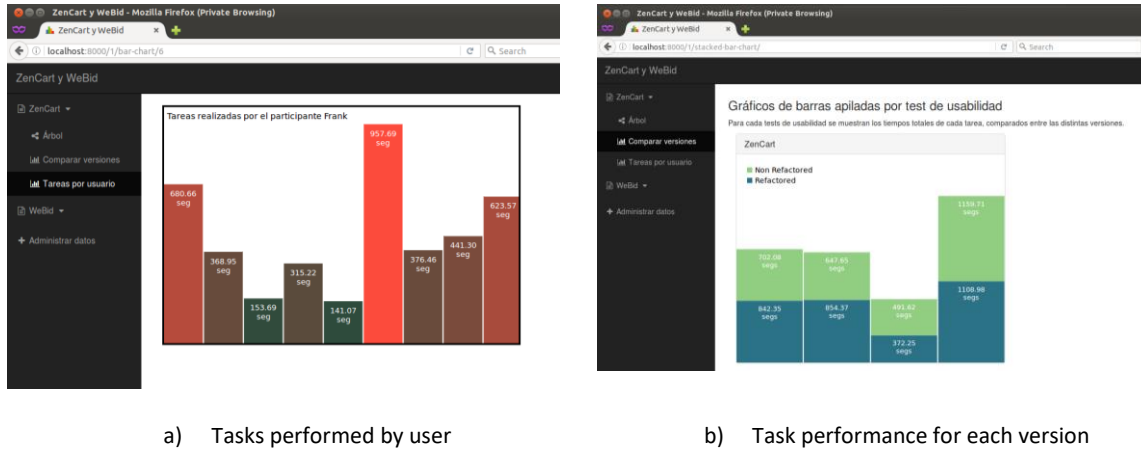 ZenCart y WeBid - Mozilla Firefox (Private Browsing)
ZenCart y WeBid
localhost:8000/1/bar-chart/6
Search
ZenCart y WeBid
ZenCart
Árbol
Comparar versiones
Tareas por usuario
WeBid
Administrar datos
Tareas realizadas por el participante Frank
680.66
seg
368.95
seg
153.69
seg
315.22
seg
141.07
seg
957.69
seg
376.46
seg
441.30
seg
623.57
seg
a) Tasks performed by user
ZenCart y WeBid - Mozilla Firefox (Private Browsing)
ZenCart y WeBid
localhost:8000/1/stacked-bar-chart/
Search
ZenCart y WeBid
ZenCart
Árbol
Comparar versiones
Tareas por usuario
WeBid
Administrar datos
Gráficos de barras apiladas por test de usabilidad
Para cada tests de usabilidad se muestran los tiempos totales de cada tarea, comparados entre las distintas versiones.
ZenCart
Non Refactored
Refactored
segs
842.35
segs
647.65
segs
854.37
segs
segs
372.25
segs
1159.71
segs
1108.98
segs
b) Task performance for each version